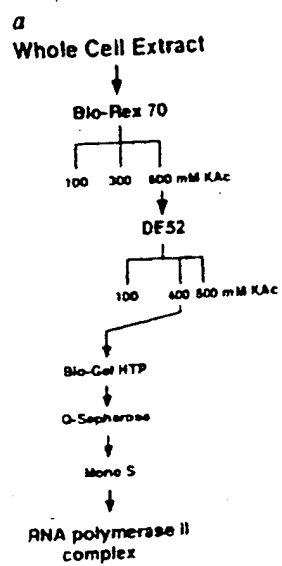 a
Whole Cell Extract
Bio-Rex 70
100 300 600 mM KAc
DE52
100 400 600 mM KAc
Bio-Gel HTP
Q-Sepharose
Mono S
RNA polymerase II
complex